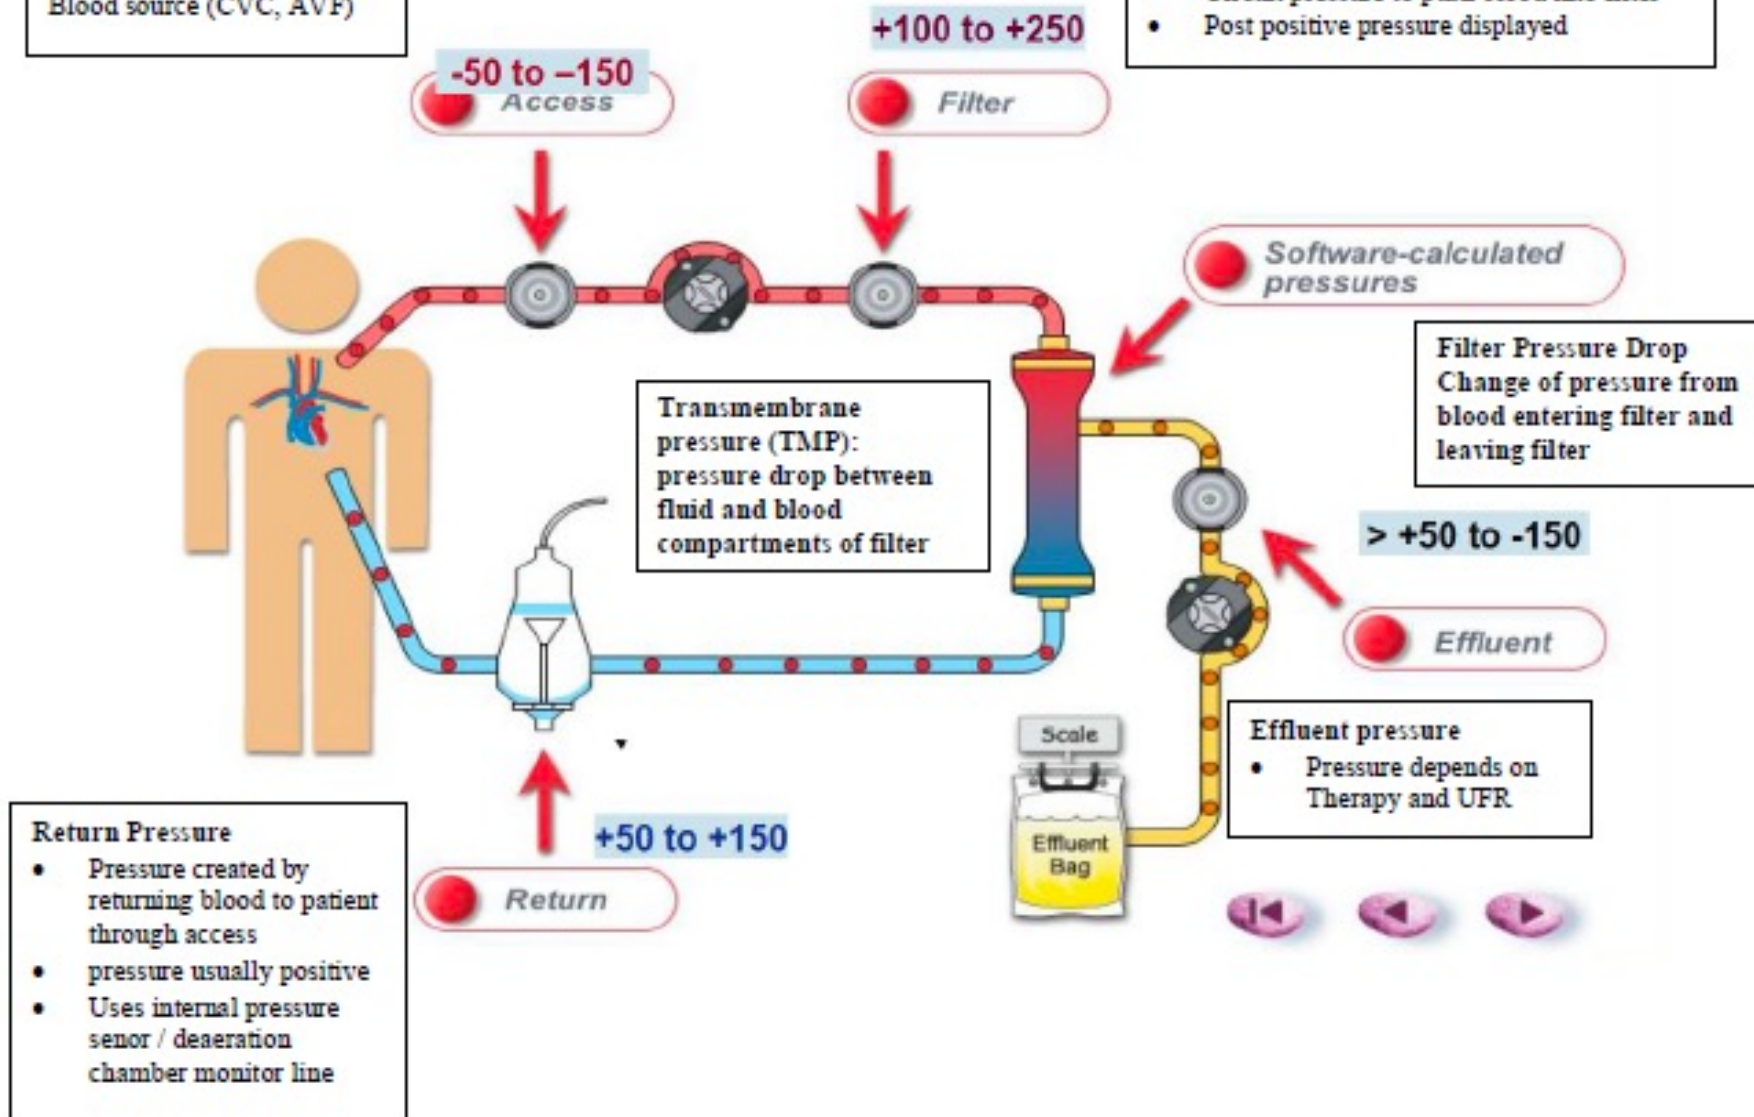 Blood source (CVC, AVF)
+100 to +250
Post positive pressure displayed
-50 to –150
Access
Filter
Software-calculated
pressures
Filter Pressure Drop
Change of pressure from
blood entering filter and
leaving filter
Transmembrane
pressure (TMP):
pressure drop between
fluid and blood
compartments of filter
> +50 to -150
Effluent
Scale
Effluent
Bag
Effluent pressure
• Pressure depends on
Therapy and UFR
+50 to +150
Return
Return Pressure
• Pressure created by
returning blood to patient
through access
• pressure usually positive
• Uses internal pressure
senor / deaeration
chamber monitor line